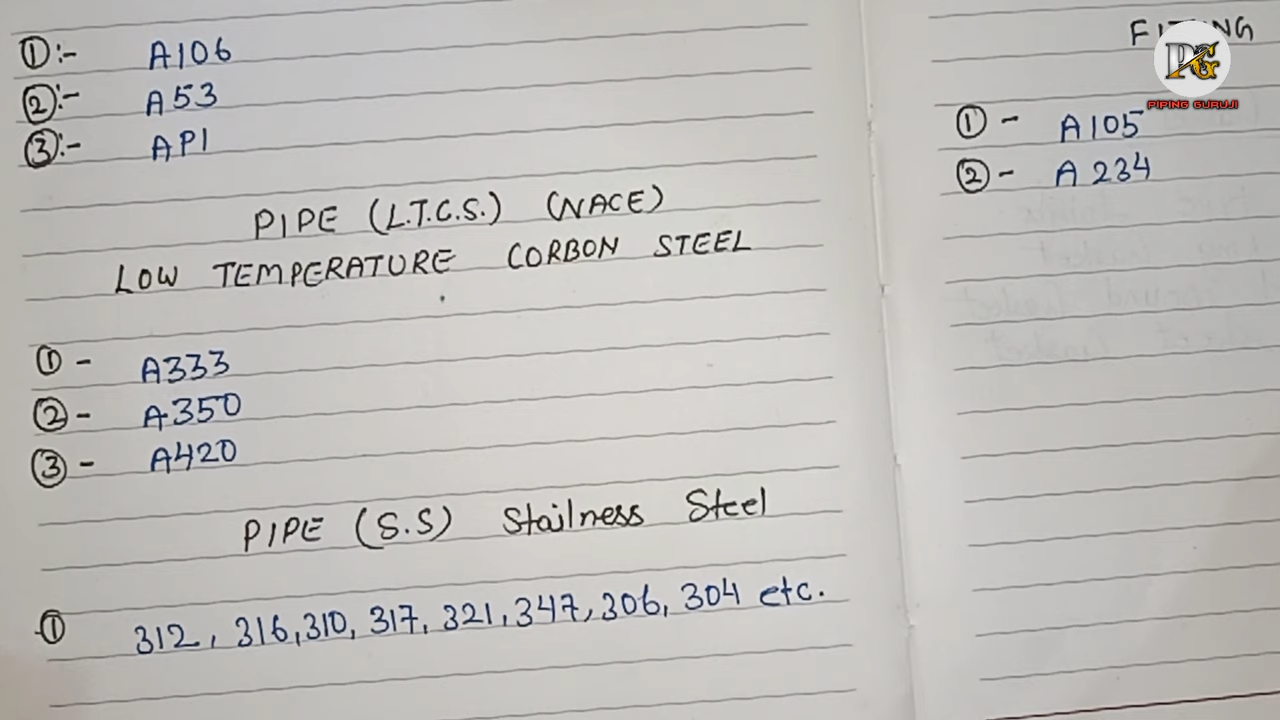 ①:- A106
②:- A53
③:- API
PIPE (L.T.C.S.) (NACE)
LOW TEMPERATURE CORBON STEEL
① - A333
② - A350
③ - A420
PIPE (S.S) Stailness Steel
① 312, 316, 310, 317, 321, 347, 306, 304 etc.
PG
PIPING GURUJI
① - A105
② - A234